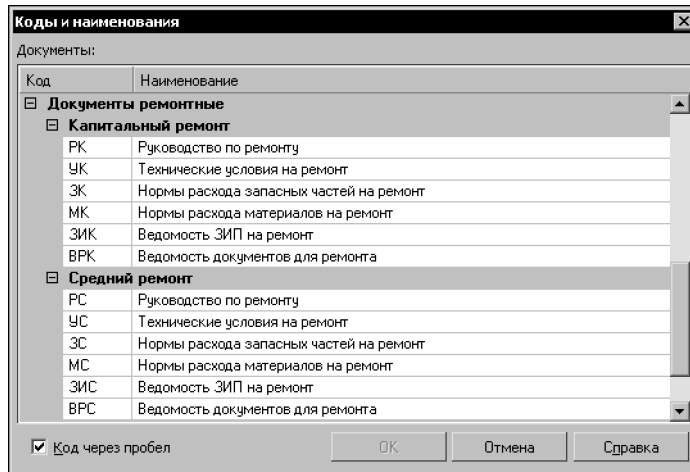 Коды и наименования
Документы:
Код Наименование
Документы ремонтные
Капитальный ремонт
РК Руководство по ремонту
УК Технические условия на ремонт
ЗК Нормы расхода запасных частей на ремонт
МК Нормы расхода материалов на ремонт
ЗИК Ведомость ЗИП на ремонт
ВРК Ведомость документов для ремонта
Средний ремонт
РС Руководство по ремонту
УС Технические условия на ремонт
ЗС Нормы расхода запасных частей на ремонт
МС Нормы расхода материалов на ремонт
ЗИС Ведомость ЗИП на ремонт
ВРС Ведомость документов для ремонта
Код через пробел OK Отмена Справка